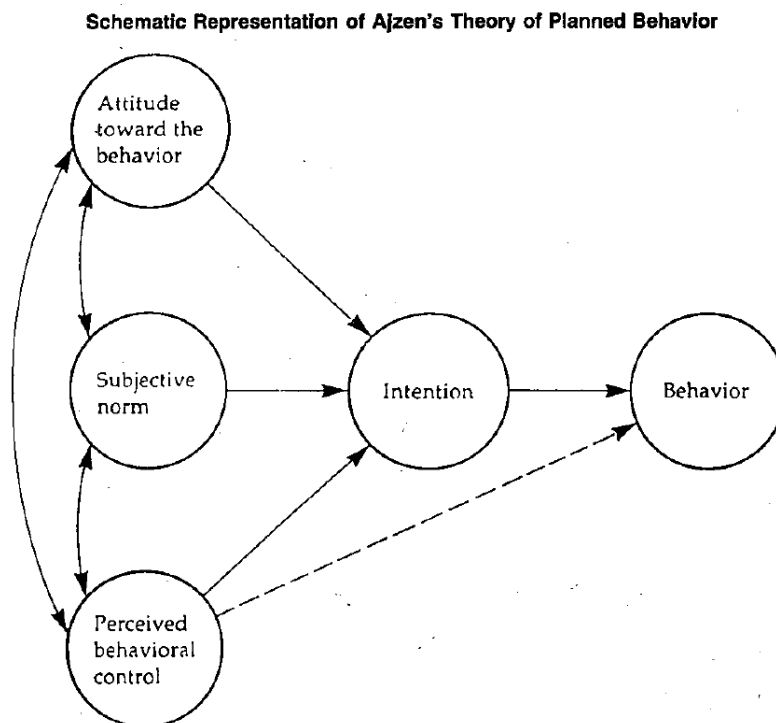 Schematic Representation of Ajzen's Theory of Planned Behavior
Attitude
toward the
behavior
Subjective
norm
Intention
Behavior
Perceived
behavioral
control